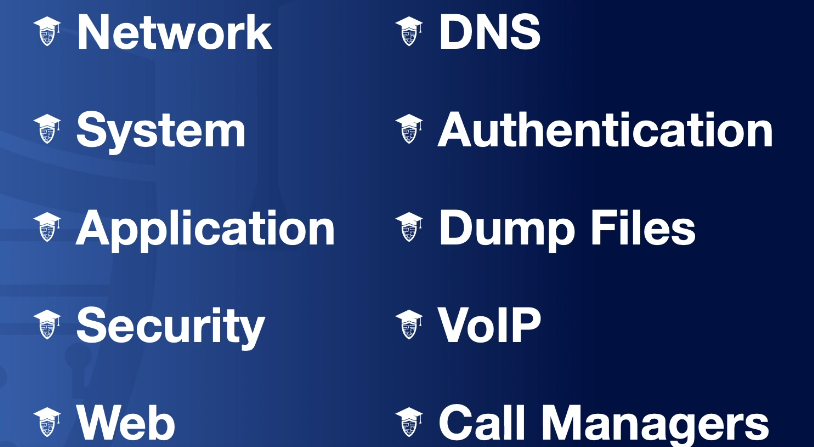 Network
System
Application
Security
Web
DNS
Authentication
Dump Files
VoIP
Call Managers